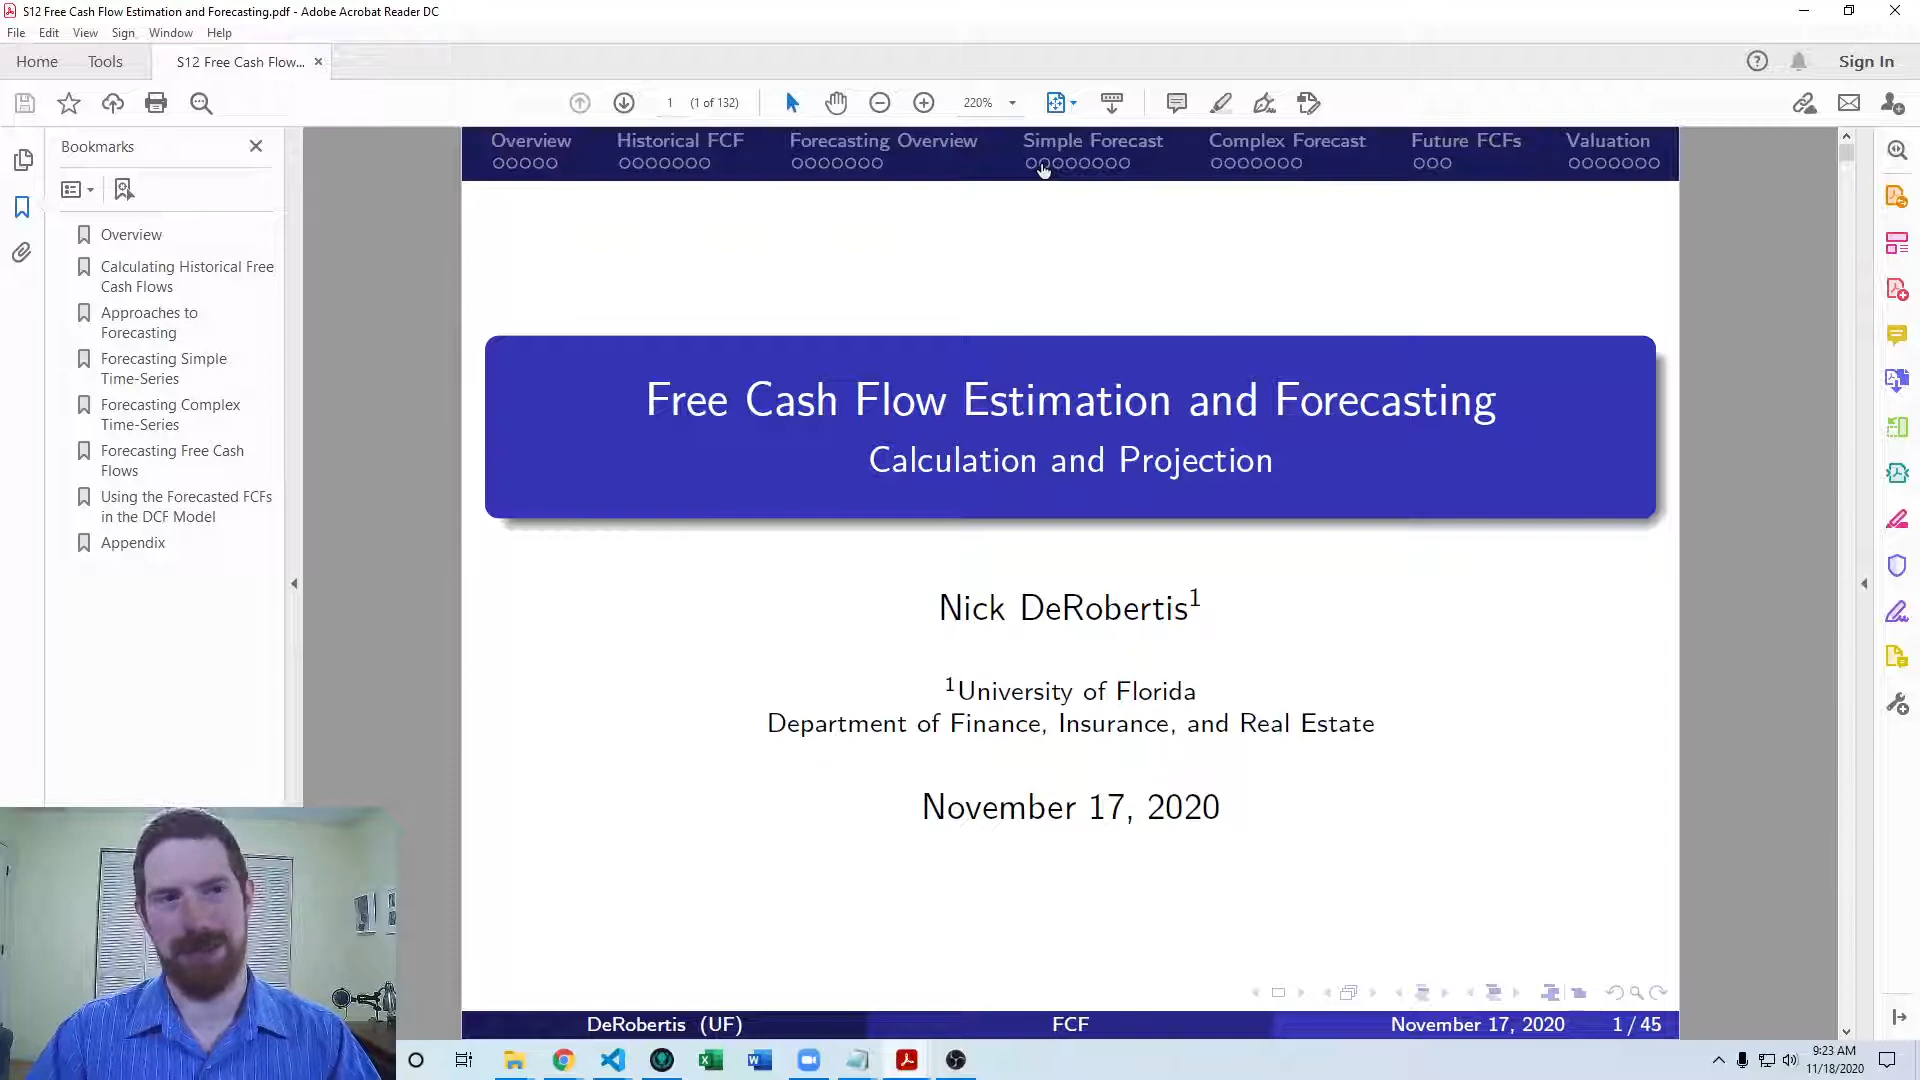 S12 Free Cash Flow Estimation and Forecasting.pdf - Adobe Acrobat Reader DC
File Edit View Sign Window Help
Home Tools S12 Free Cash Flow... Sign In
1 (1 of 132) 220%
Bookmarks
Overview
Calculating Historical Free
Cash Flows
Approaches to
Forecasting
Forecasting Simple
Time-Series
Forecasting Complex
Time-Series
Forecasting Free Cash
Flows
Using the Forecasted FCFs
in the DCF Model
Appendix
Overview Historical FCF Forecasting Overview Simple Forecast Complex Forecast Future FCFs Valuation
Free Cash Flow Estimation and Forecasting
Calculation and Projection
Nick DeRobertis1
1University of Florida
Department of Finance, Insurance, and Real Estate
November 17, 2020
DeRobertis (UF) FCF November 17, 2020 1 / 45
9:23 AM
11/18/2020